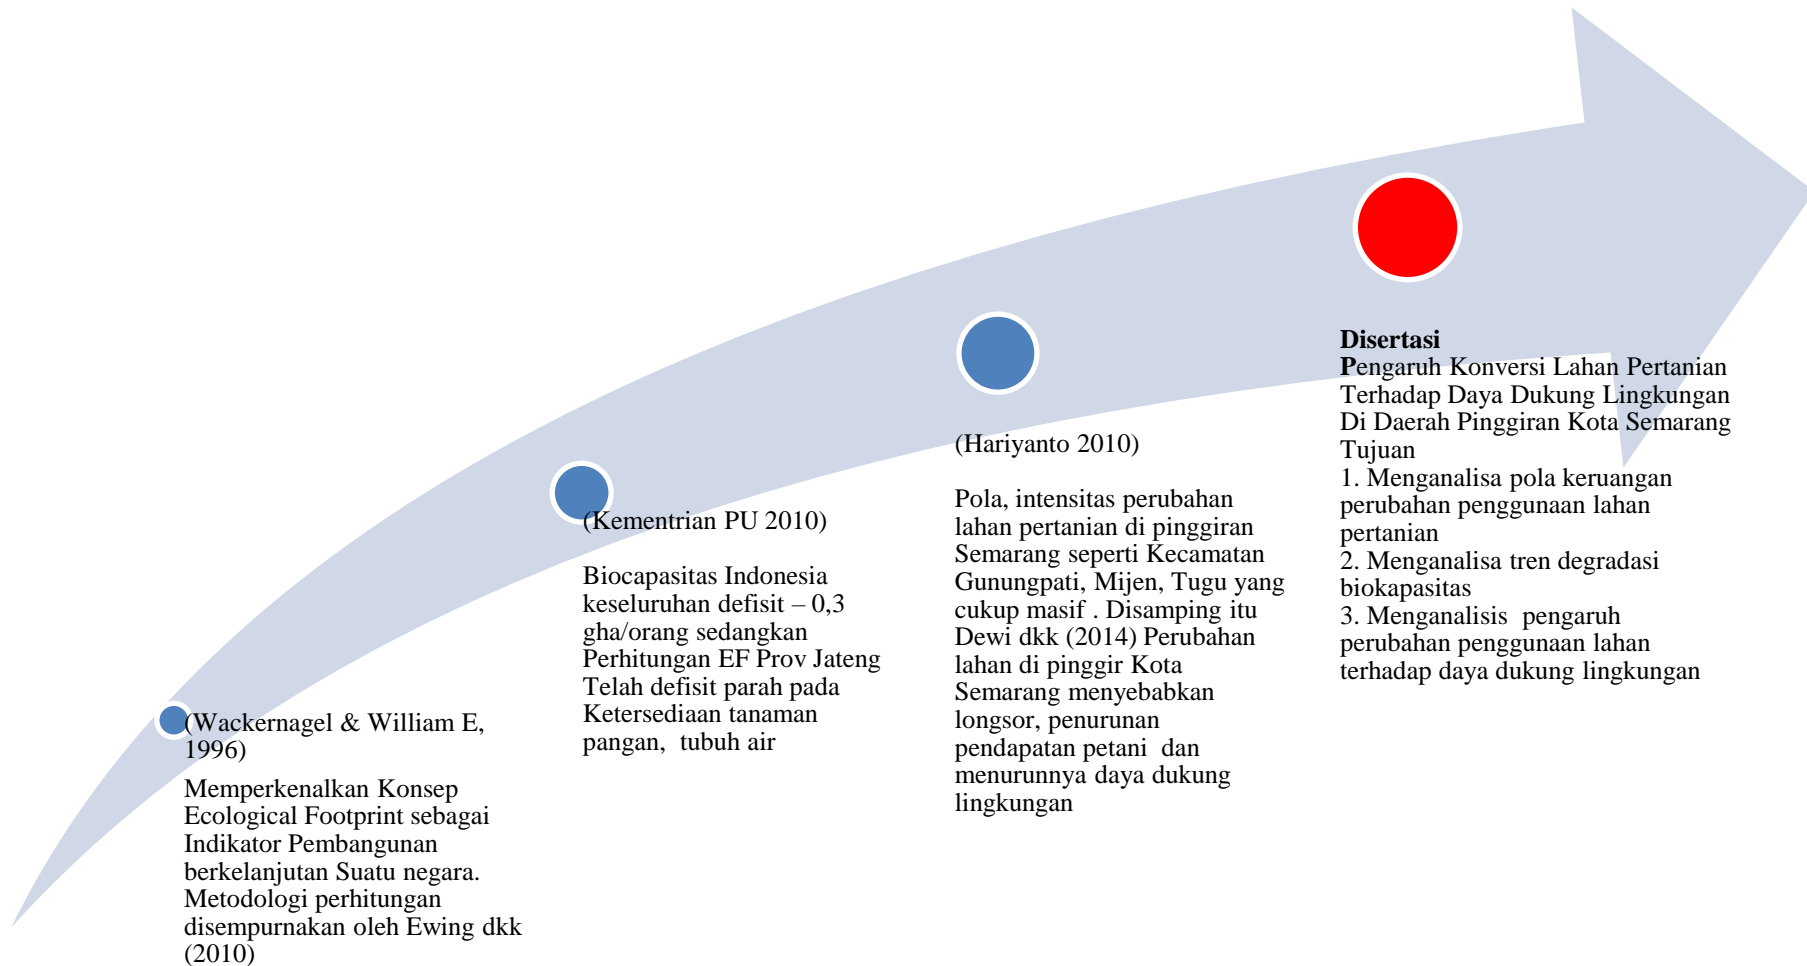 (Wackernagel & William E,
1996)
Memperkenalkan Konsep
Ecological Footprint sebagai
Indikator Pembangunan
berkelanjutan Suatu negara.
Metodologi perhitungan
disempurnakan oleh Ewing dkk
(2010)
(Kementrian PU 2010)
Biocapasitas Indonesia
keseluruhan defisit – 0,3
gha/orang sedangkan
Perhitungan EF Prov Jateng
Telah defisit parah pada
Ketersediaan tanaman
pangan, tubuh air
(Hariyanto 2010)
Pola, intensitas perubahan
lahan pertanian di pinggiran
Semarang seperti Kecamatan
Gunungpati, Mijen, Tugu yang
cukup masif . Disamping itu
Dewi dkk (2014) Perubahan
lahan di pinggir Kota
Semarang menyebabkan
longsor, penurunan
pendapatan petani dan
menurunnya daya dukung
lingkungan
Disertasi
Pengaruh Konversi Lahan Pertanian
Terhadap Daya Dukung Lingkungan
Di Daerah Pinggiran Kota Semarang
Tujuan
1. Menganalisa pola keruangan
perubahan penggunaan lahan
pertanian
2. Menganalisa tren degradasi
biokapasitas
3. Menganalisis pengaruh
perubahan penggunaan lahan
terhadap daya dukung lingkungan